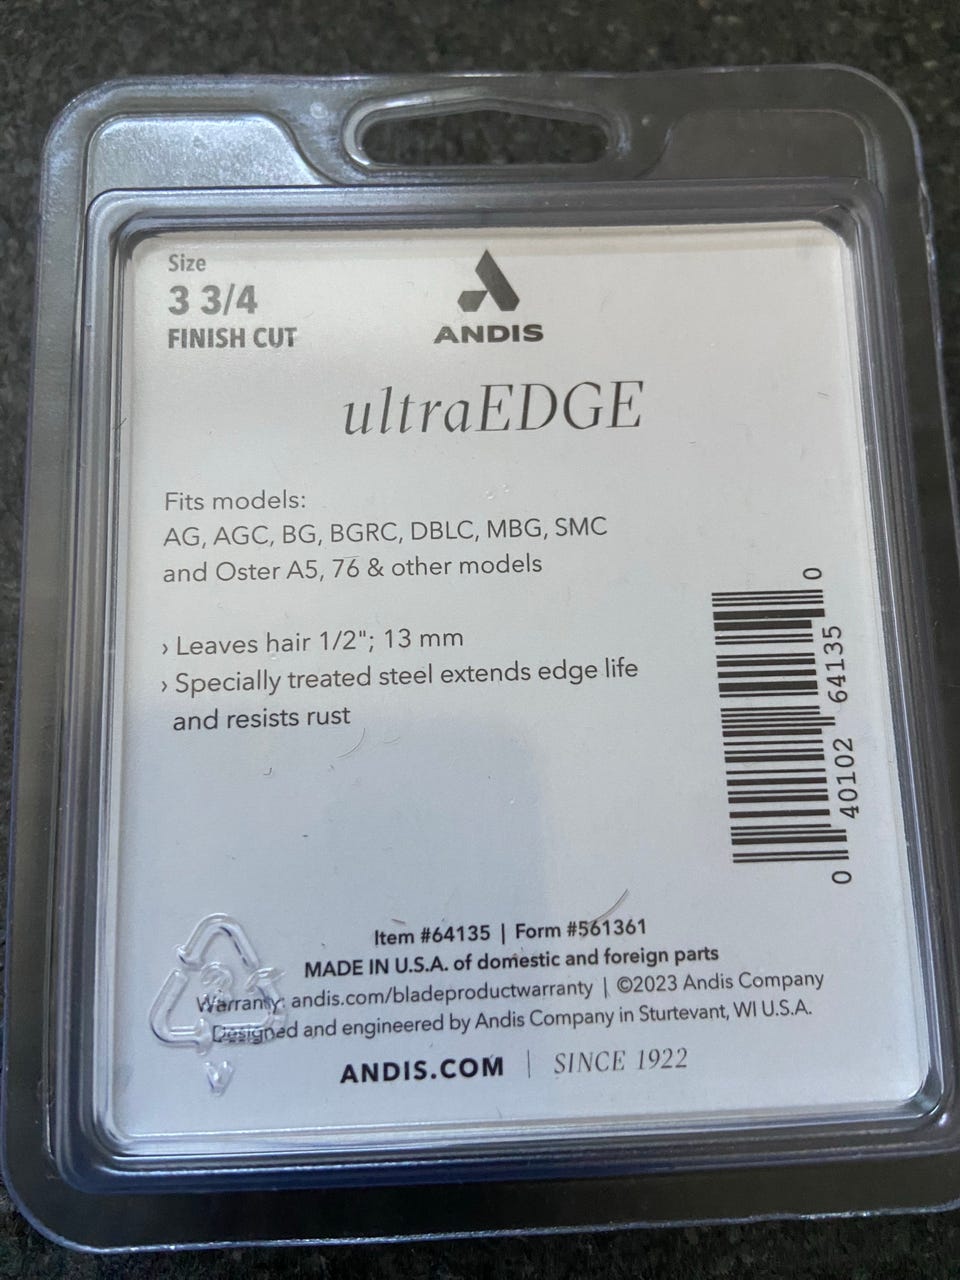 Size
3 3/4
FINISH CUT
ANDIS
ultraEDGE
Fits models:
AG, AGC, BG, BGRC, DBLC, MBG, SMC
and Oster A5, 76 & other models
› Leaves hair 1/2"; 13 mm
› Specially treated steel extends edge life
and resists rust
0 40102 64135 0
Item #64135 | Form #561361
MADE IN U.S.A. of domestic and foreign parts
Warranty: andis.com/bladeproductwarranty | ©2023 Andis Company
Designed and engineered by Andis Company in Sturtevant, WI U.S.A.
ANDIS.COM | SINCE 1922